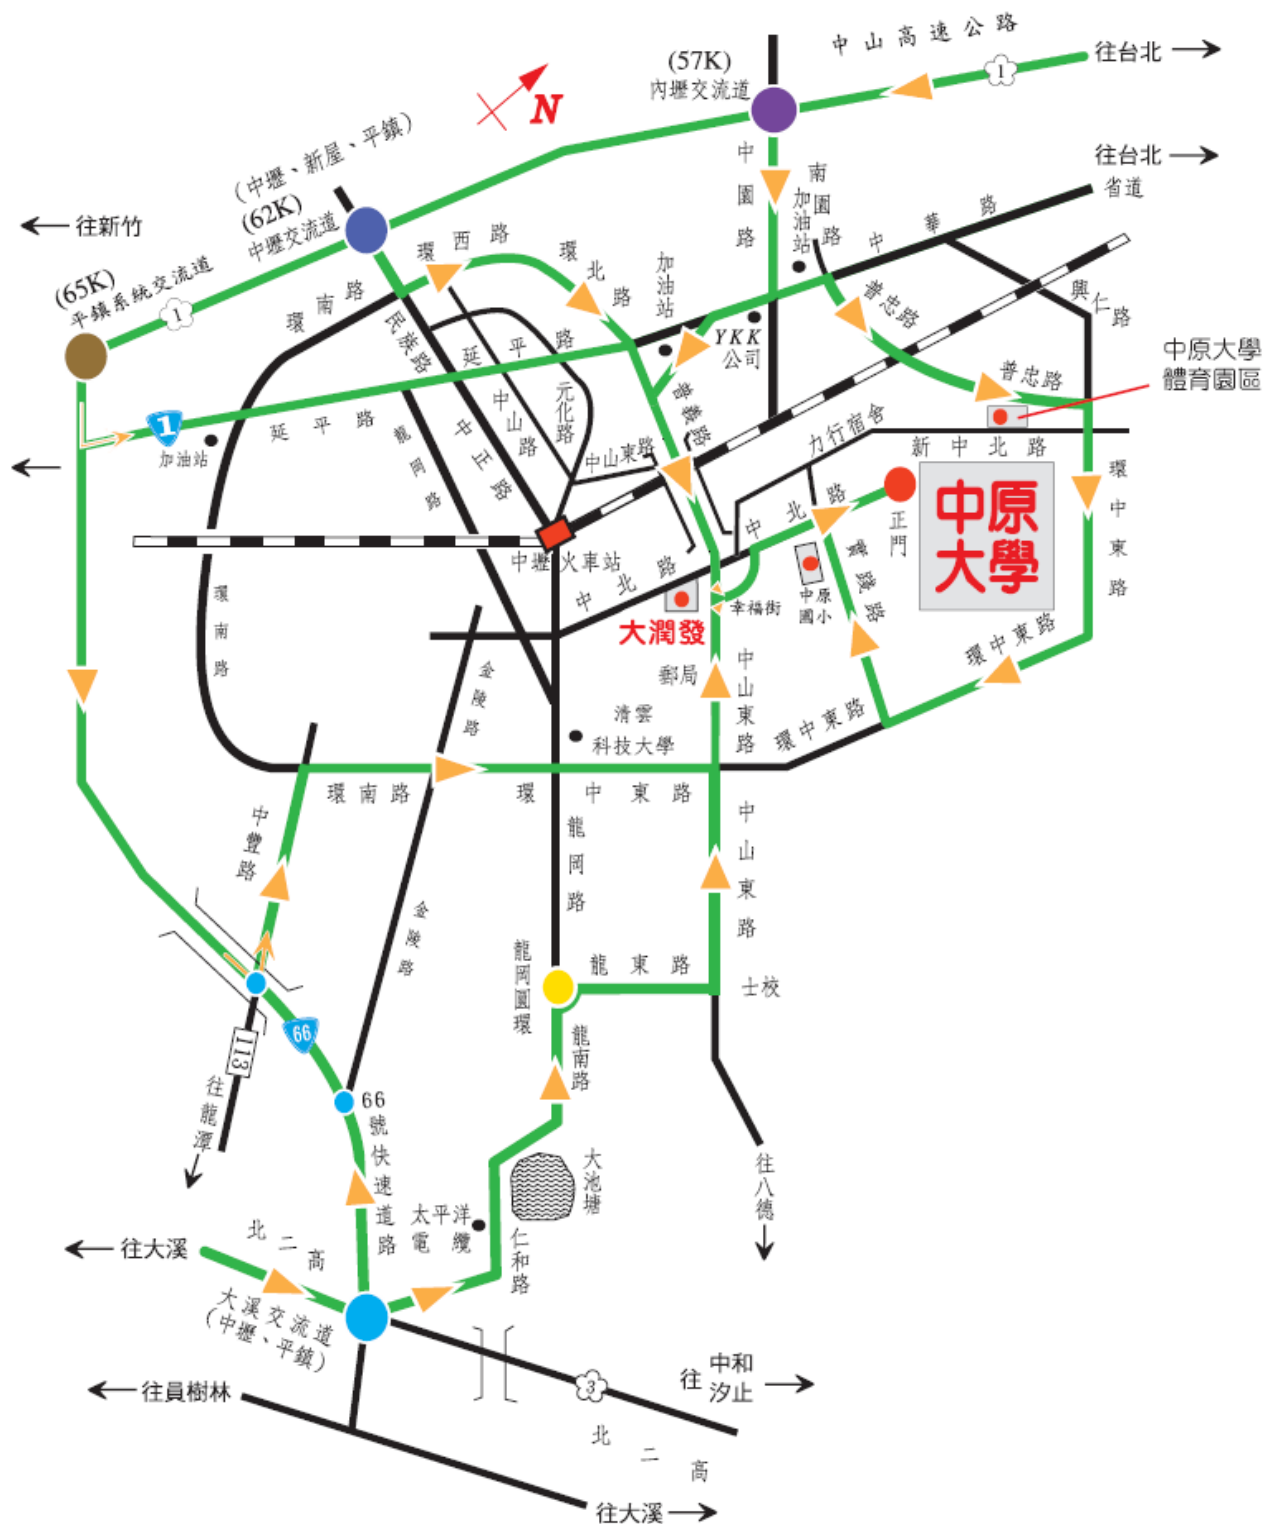 中山高速公路
1
往台北
(57K)
內壢交流道
N
往台北
省道
(中壢、新屋、平鎮)
(62K)
中壢交流道
往新竹
(65K)
平鎮系統交流道
1
環南路
環西路
環北路
中園路
南園路
加油站
中華路
加油站
普忠路
興仁路
民族路
延平路
YKK
公司
中原大學
體育園區
普忠路
1
加油站
延平路
龍岡路
中正路
中山路
元化路
中山東路
普義路
力行宿舍
新中北路
環中東路
中原
大學
正門
中北路
中壢火車站
中北路
實踐路
中原
國小
幸福街
大潤發
環南路
郵局
中山東路
環中東路
環中東路
金陵路
清雲
科技大學
環南路
環中東路
中豐路
龍岡路
中山東路
金陵路
龍岡圓環
龍東路
士校
66
113
往龍潭
龍南路
66
號快速道路
大池塘
往八德
太平洋
電纜
仁和路
往大溪
北二高
大溪交流道
(中壢、平鎮)
往員樹林
3
往
中和
汐止
北二高
往大溪